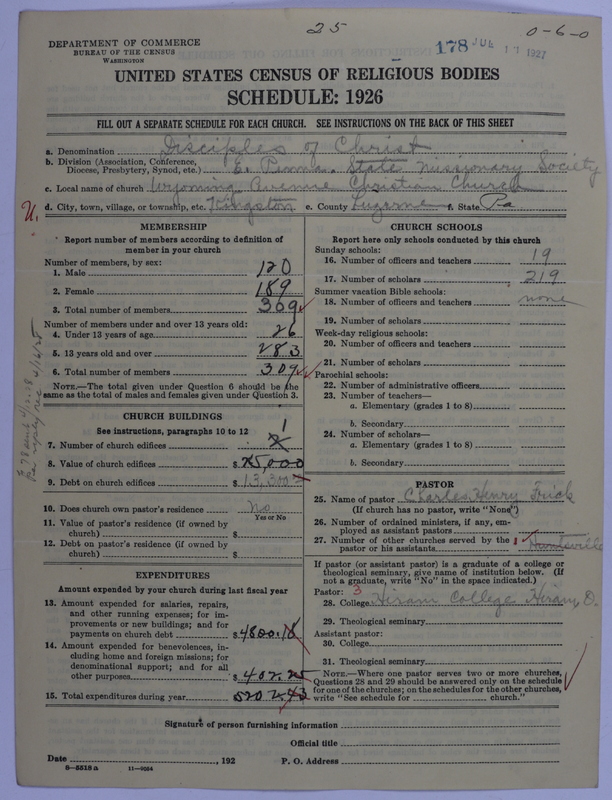 25
0-6-0
178 JUL 1927
DEPARTMENT OF COMMERCE
BUREAU OF THE CENSUS
WASHINGTON
UNITED STATES CENSUS OF RELIGIOUS BODIES
SCHEDULE: 1926
FILL OUT A SEPARATE SCHEDULE FOR EACH CHURCH. SEE INSTRUCTIONS ON THE BACK OF THIS SHEET
a. Denomination Disciples of Christ
b. Division (Association, Conference,
Diocese, Presbytery, Synod, etc.) E. Penna. State Missionary Society
c. Local name of church Wyoming Avenue Christian Church
d. City, town, village, or township, etc. Kingston e. County Luzerne f. State Pa
U.
MEMBERSHIP
Report number of members according to definition of
member in your church
Number of members, by sex:
1. Male 120
2. Female 189
3. Total number of members. 309
Number of members under and over 13 years old:
4. Under 13 years of age 26
5. 13 years old and over 283
6. Total number of members 309
NOTE.—The total given under Question 6 should be the
same as the total of males and females given under Question 3.
CHURCH BUILDINGS
See instructions, paragraphs 10 to 12
7. Number of church edifices 1
8. Value of church edifices $ 25,000
9. Debt on church edifices $ 13,300
10. Does church own pastor's residence No
Yes or No
11. Value of pastor's residence (if owned by
church) $
12. Debt on pastor's residence (if owned by
church) $
EXPENDITURES
Amount expended by your church during last fiscal year
13. Amount expended for salaries, repairs,
and other running expenses; for im-
provements or new buildings; and for
payments on church debt $ 4800.18
14. Amount expended for benevolences, in-
cluding home and foreign missions; for
denominational support; and for all
other purposes $ 402.25
15. Total expenditures during year 5202.43
CHURCH SCHOOLS
Report here only schools conducted by this church
Sunday schools:
16. Number of officers and teachers 19
17. Number of scholars 219
Summer vacation Bible schools:
18. Number of officers and teachers none
19. Number of scholars
Week-day religious schools:
20. Number of officers and teachers
21. Number of scholars
Parochial schools:
22. Number of administrative officers
23. Number of teachers—
a. Elementary (grades 1 to 8)
b. Secondary
24. Number of scholars—
a. Elementary (grades 1 to 8)
b. Secondary
PASTOR
25. Name of pastor Charles Henry Frick
(If church has no pastor, write "None")
26. Number of ordained ministers, if any, em-
ployed as assistant pastors
27. Number of other churches served by the
pastor or his assistants 1 Huntsville
If pastor (or assistant pastor) is a graduate of a college or
theological seminary, give name of institution below. (If
not a graduate, write "No" in the space indicated.)
Pastor: 3
28. College Hiram College Hiram, O.
29. Theological seminary
Assistant pastor:
30. College
31. Theological seminary
NOTE.—Where one pastor serves two or more churches,
Questions 28 and 29 should be answered only on the schedule
for one of the churches; on the schedules for the other churches,
write "See schedule for church."
Signature of person furnishing information
Official title
Date , 192 P. O. Address
8—5518a 11—9034